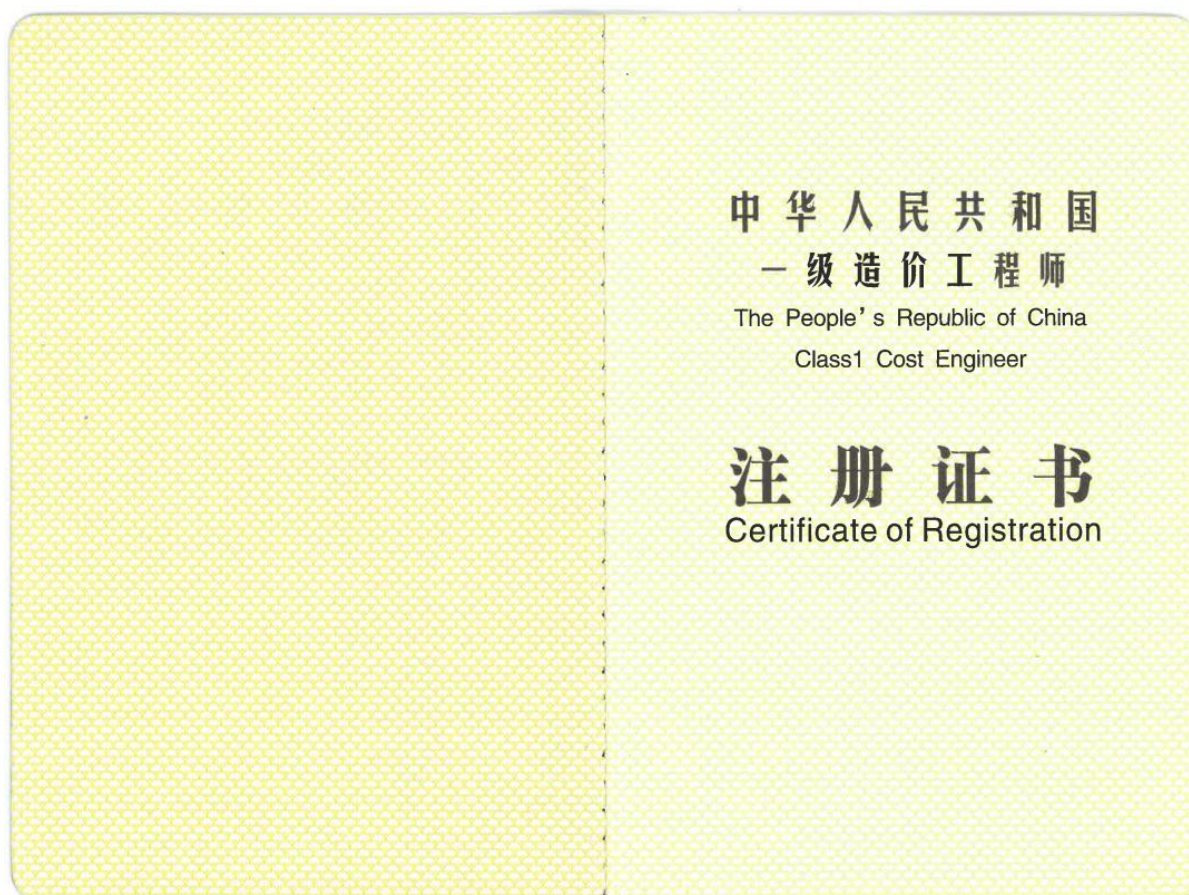 中华人民共和国
一级造价工程师
The People's Republic of China
Class1 Cost Engineer
注册证书
Certificate of Registration